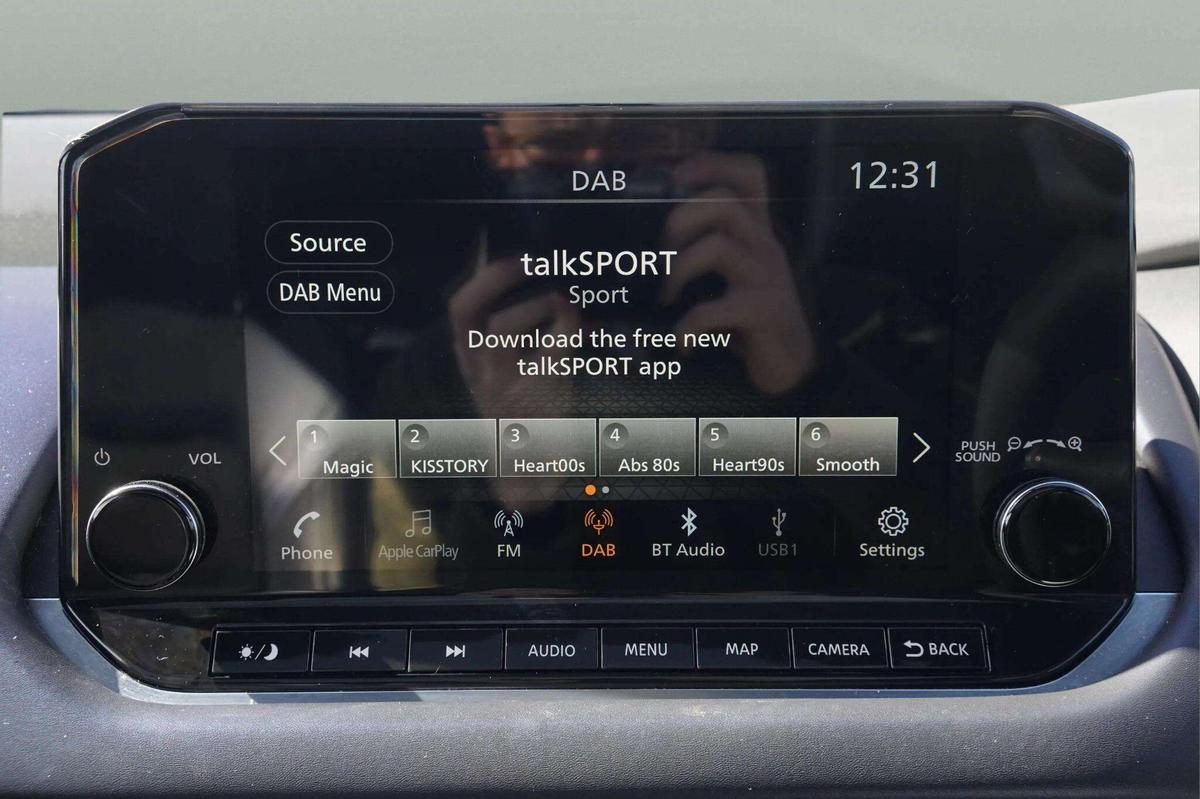 DAB
12:31
Source
DAB Menu
talkSPORT
Sport
Download the free new
talkSPORT app
1 Magic
2 KISSTORY
3 Heart00s
4 Abs 80s
5 Heart90s
6 Smooth
VOL
PUSH
SOUND
Phone
Apple CarPlay
FM
DAB
BT Audio
USB1
Settings
AUDIO
MENU
MAP
CAMERA
BACK